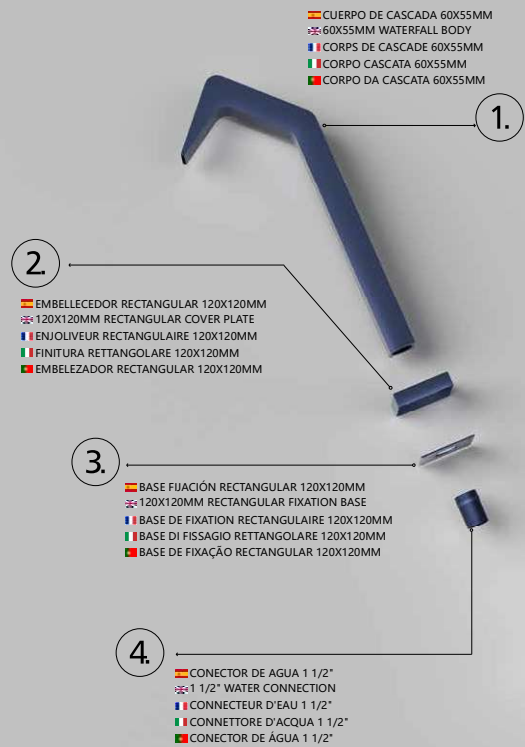 CUERPO DE CASCADA 60X55MM
60X55MM WATERFALL BODY
CORPS DE CASCADE 60X55MM
CORPO CASCATA 60X55MM
CORPO DA CASCATA 60X55MM
1.
2.
EMBELLECEDOR RECTANGULAR 120X120MM
120X120MM RECTANGULAR COVER PLATE
ENJOLIVEUR RECTANGULAIRE 120X120MM
FINITURA RETTANGOLARE 120X120MM
EMBELEZADOR RECTANGULAR 120X120MM
3.
BASE FIJACIÓN RECTANGULAR 120X120MM
120X120MM RECTANGULAR FIXATION BASE
BASE DE FIXATION RECTANGULAIRE 120X120MM
BASE DI FISSAGIO RETTANGOLARE 120X120MM
BASE DE FIXAÇÃO RECTANGULAR 120X120MM
4.
CONECTOR DE AGUA 1 1/2"
1 1/2" WATER CONNECTION
CONNECTEUR D'EAU 1 1/2"
CONNETTORE D'ACQUA 1 1/2"
CONECTOR DE ÁGUA 1 1/2"